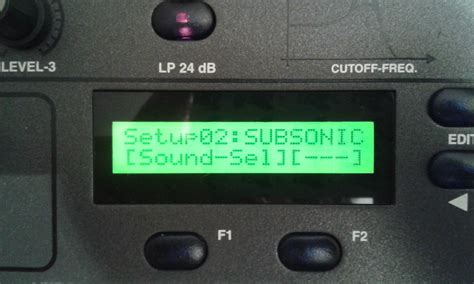 LEVEL-3
LP 24 dB
CUTOFF-FREQ.
Setup02:SUBSONIC
[Sound-Sel][---]
EDIT
F1
F2